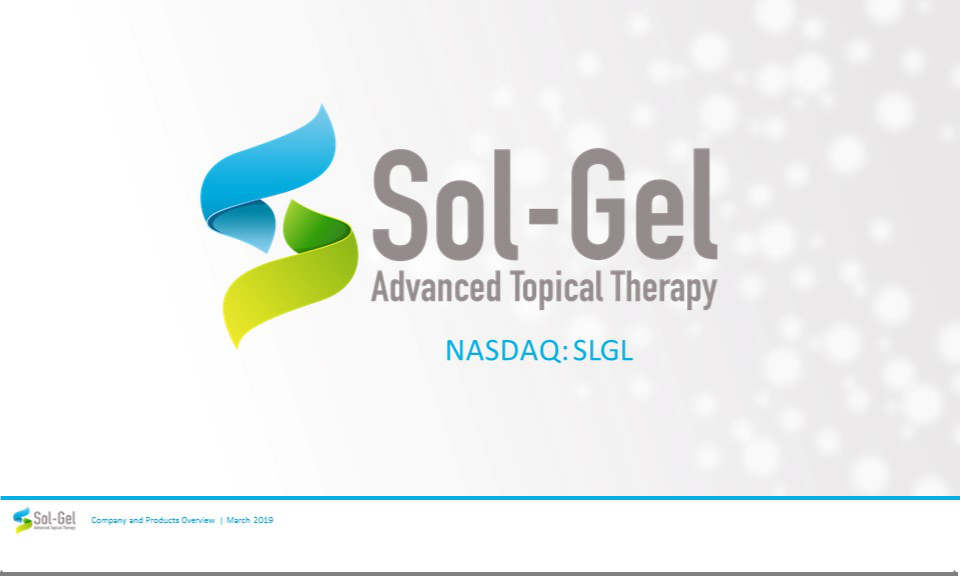 Sol-Gel
Advanced Topical Therapy
NASDAQ: SLGL
Sol-Gel
Advanced Topical Therapy
Company and Products Overview | March 2019